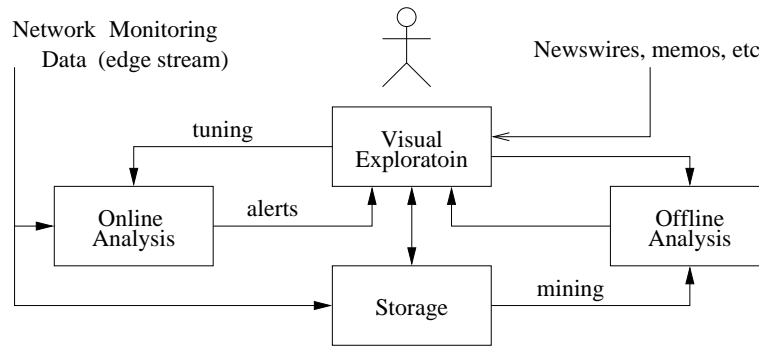 Network Monitoring
Data (edge stream)
Newswires, memos, etc
tuning
Visual
Exploratoin
Online
Analysis
alerts
Offline
Analysis
Storage
mining